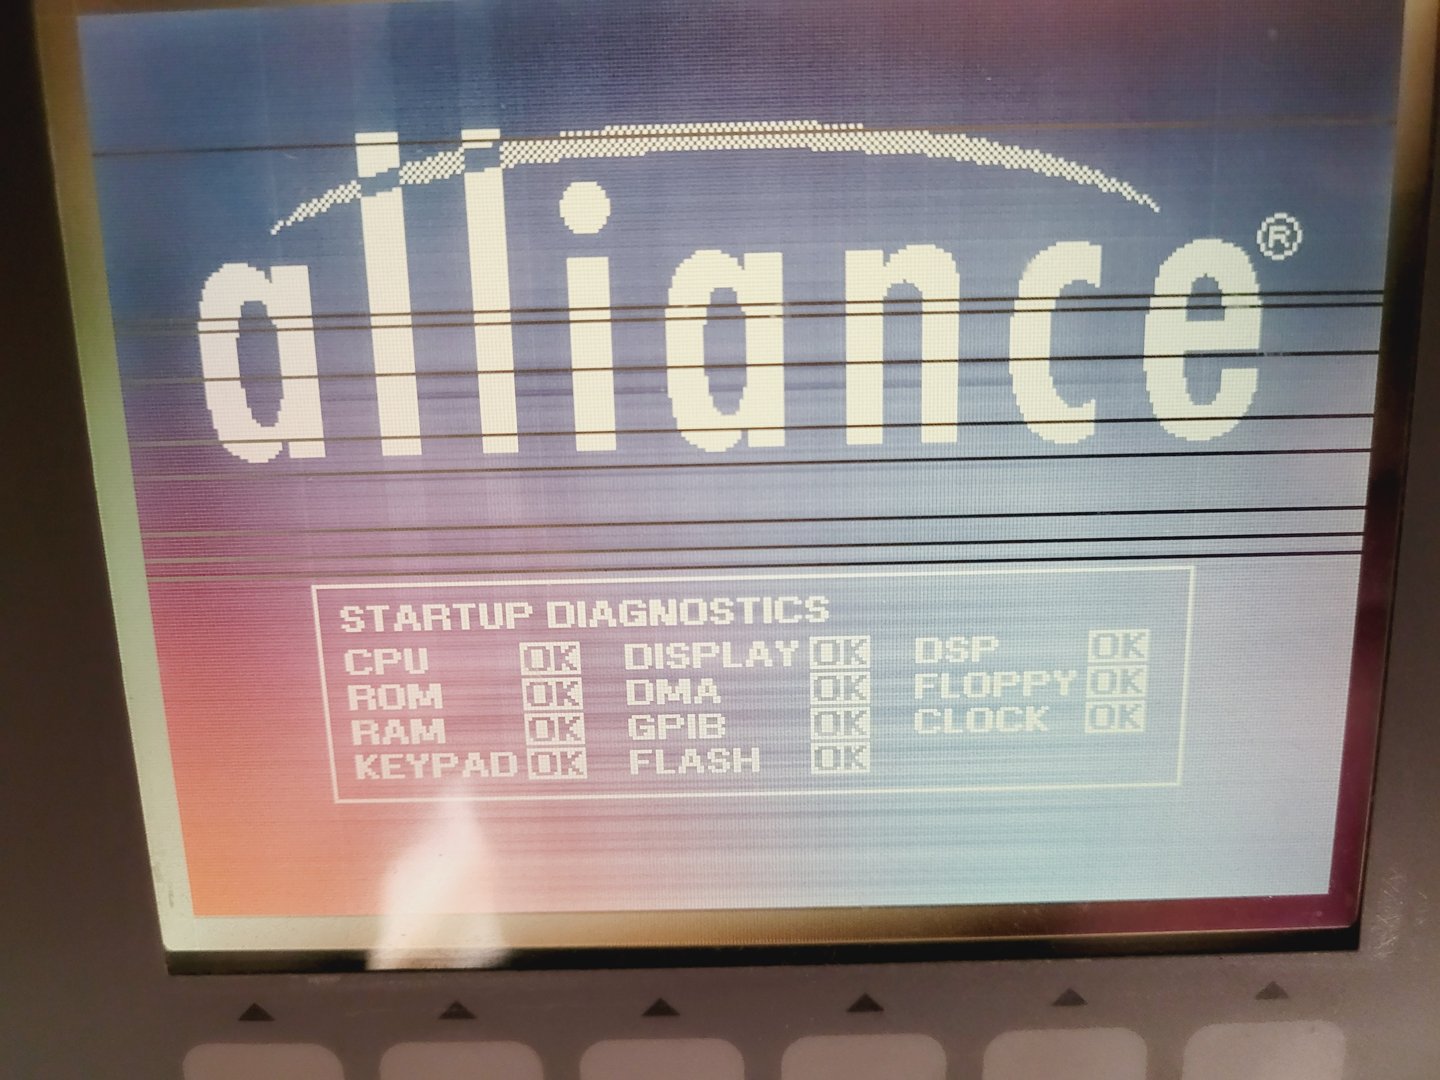 alliance®
STARTUP DIAGNOSTICS
CPU OK DISPLAY OK DSP OK
ROM OK DMA OK FLOPPY OK
RAM OK GPIB OK CLOCK OK
KEYPAD OK FLASH OK